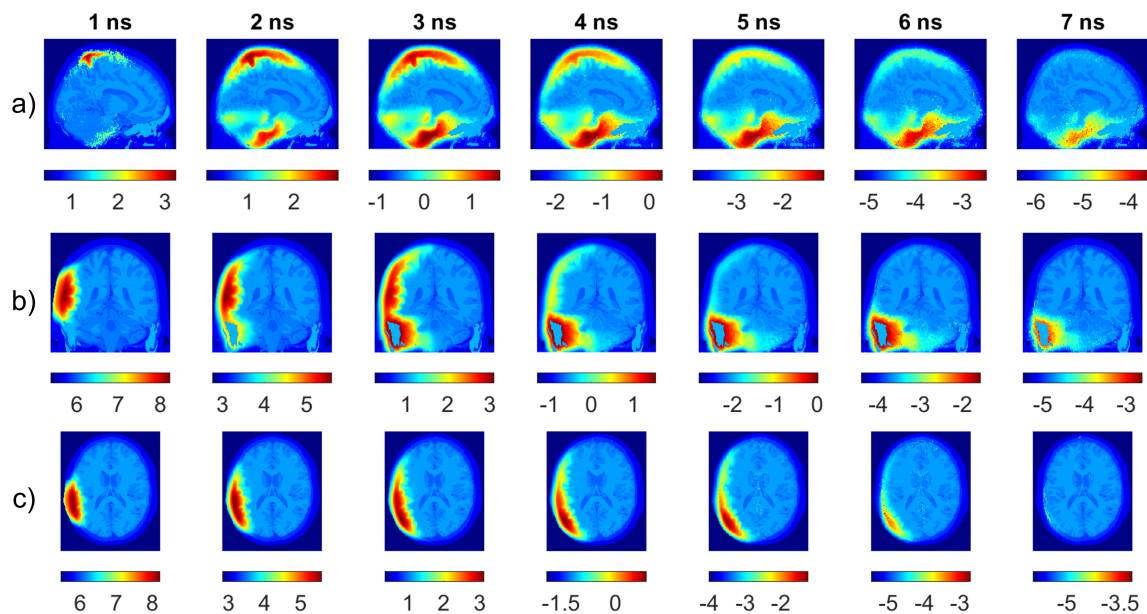 1 ns 2 ns 3 ns 4 ns 5 ns 6 ns 7 ns
a)
1 2 3 1 2 -1 0 1 -2 -1 0 -3 -2 -5 -4 -3 -6 -5 -4
b)
6 7 8 3 4 5 1 2 3 -1 0 1 -2 -1 0 -4 -3 -2 -5 -4 -3
c)
6 7 8 3 4 5 1 2 3 -1.5 0 -4 -3 -2 -5 -4 -3 -5 -3.5